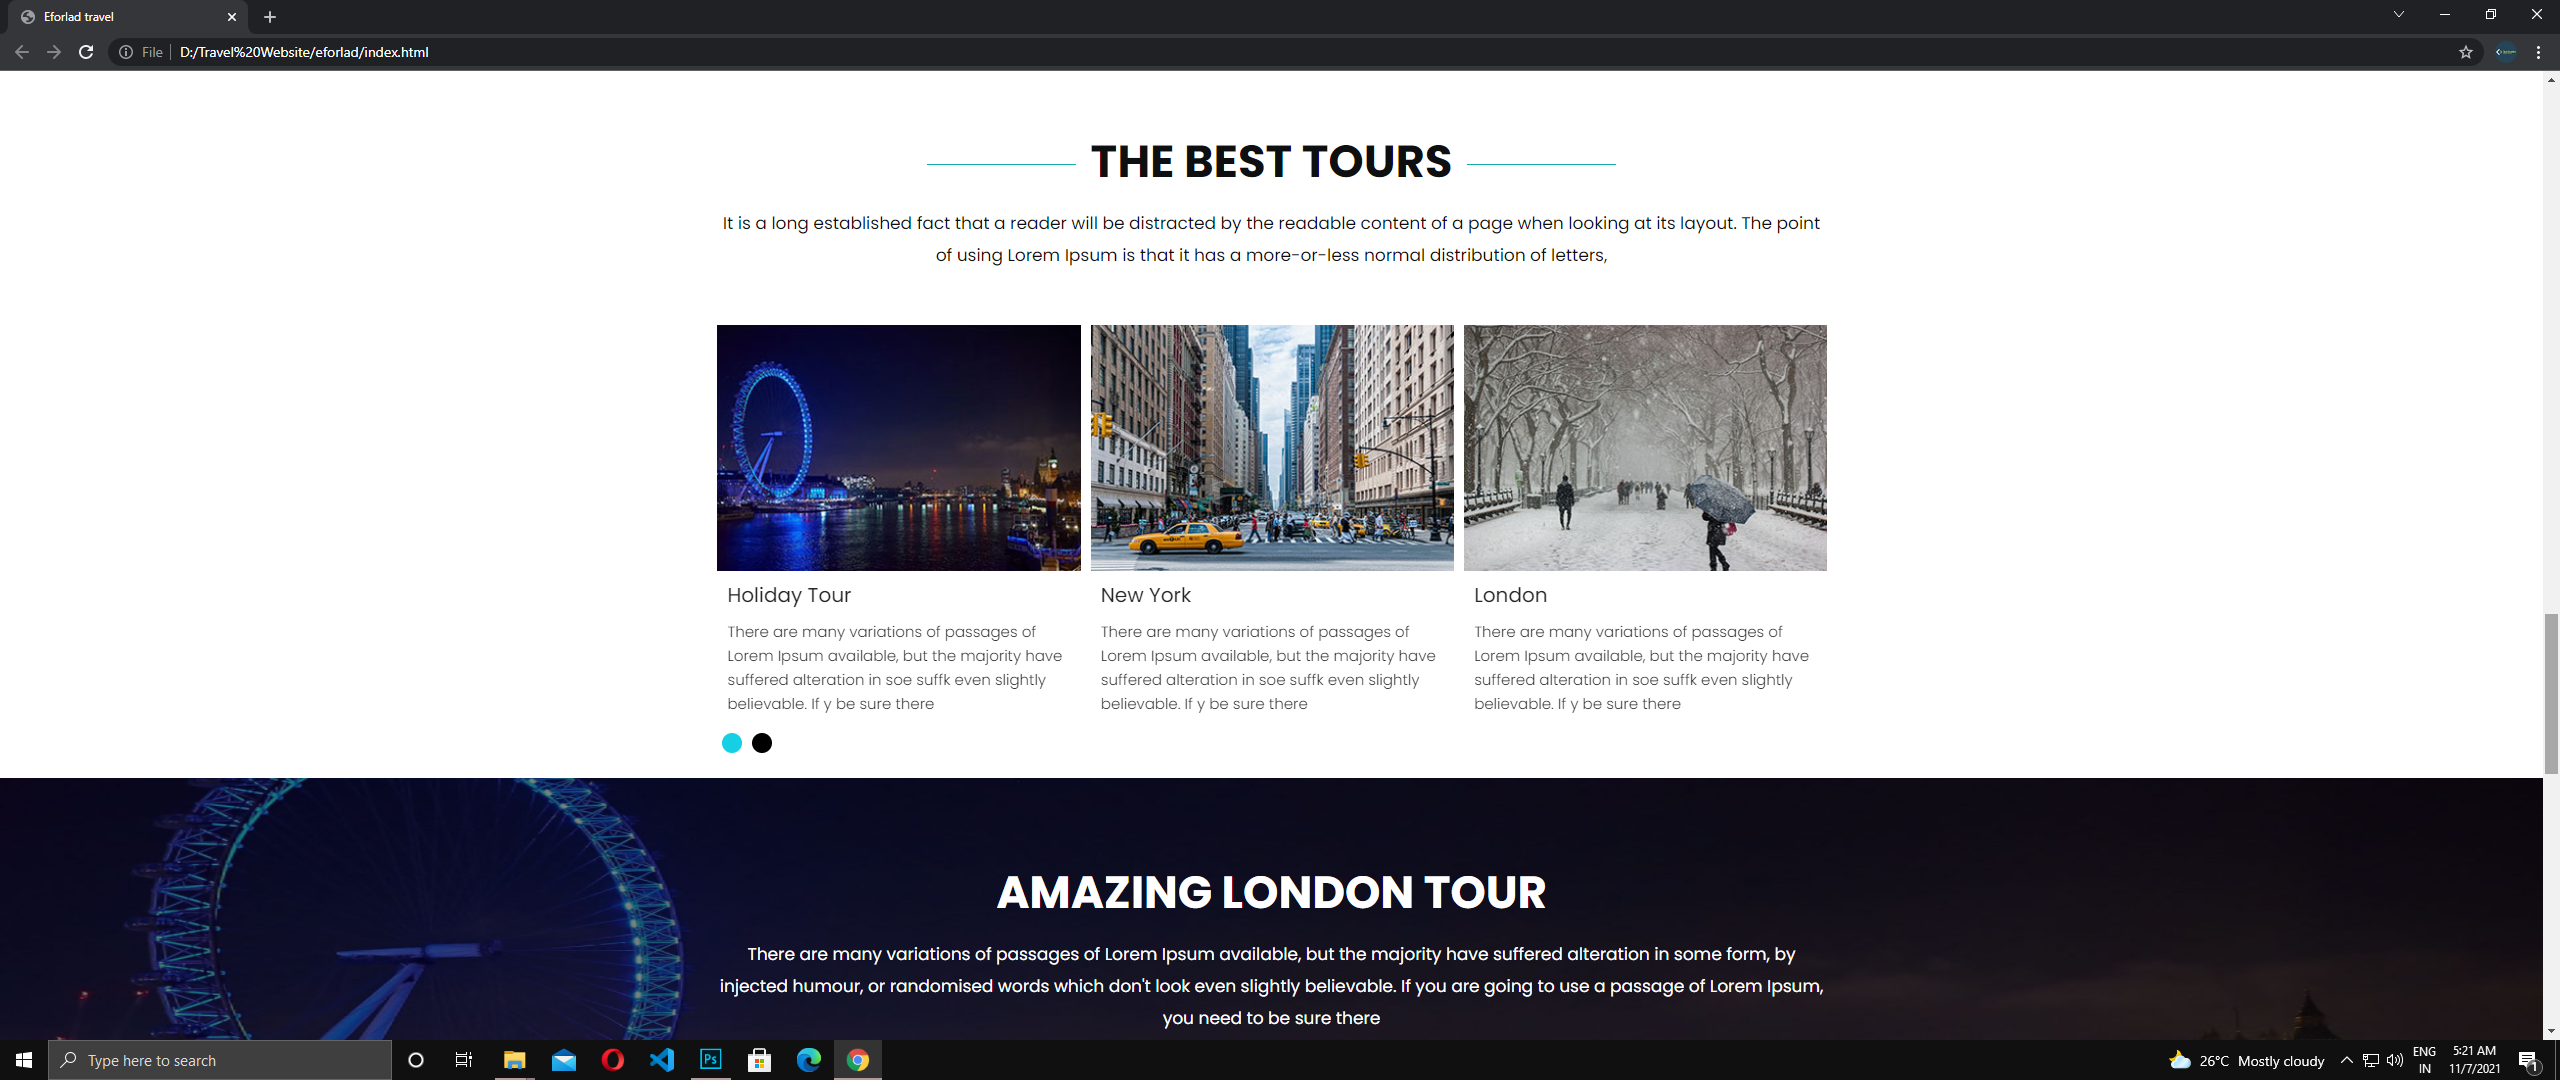 Eforlad travel
File
D:/Travel%20Website/eforlad/index.html
THE BEST TOURS
It is a long established fact that a reader will be distracted by the readable content of a page when looking at its layout. The point
of using Lorem Ipsum is that it has a more-or-less normal distribution of letters,
Holiday Tour
There are many variations of passages of
Lorem Ipsum available, but the majority have
suffered alteration in soe suffk even slightly
believable. If y be sure there
New York
There are many variations of passages of
Lorem Ipsum available, but the majority have
suffered alteration in soe suffk even slightly
believable. If y be sure there
London
There are many variations of passages of
Lorem Ipsum available, but the majority have
suffered alteration in soe suffk even slightly
believable. If y be sure there
AMAZING LONDON TOUR
There are many variations of passages of Lorem Ipsum available, but the majority have suffered alteration in some form, by
injected humour, or randomised words which don't look even slightly believable. If you are going to use a passage of Lorem Ipsum,
you need to be sure there
Type here to search
Ps
26°C Mostly cloudy
ENG
IN
5:21 AM
11/7/2021
1